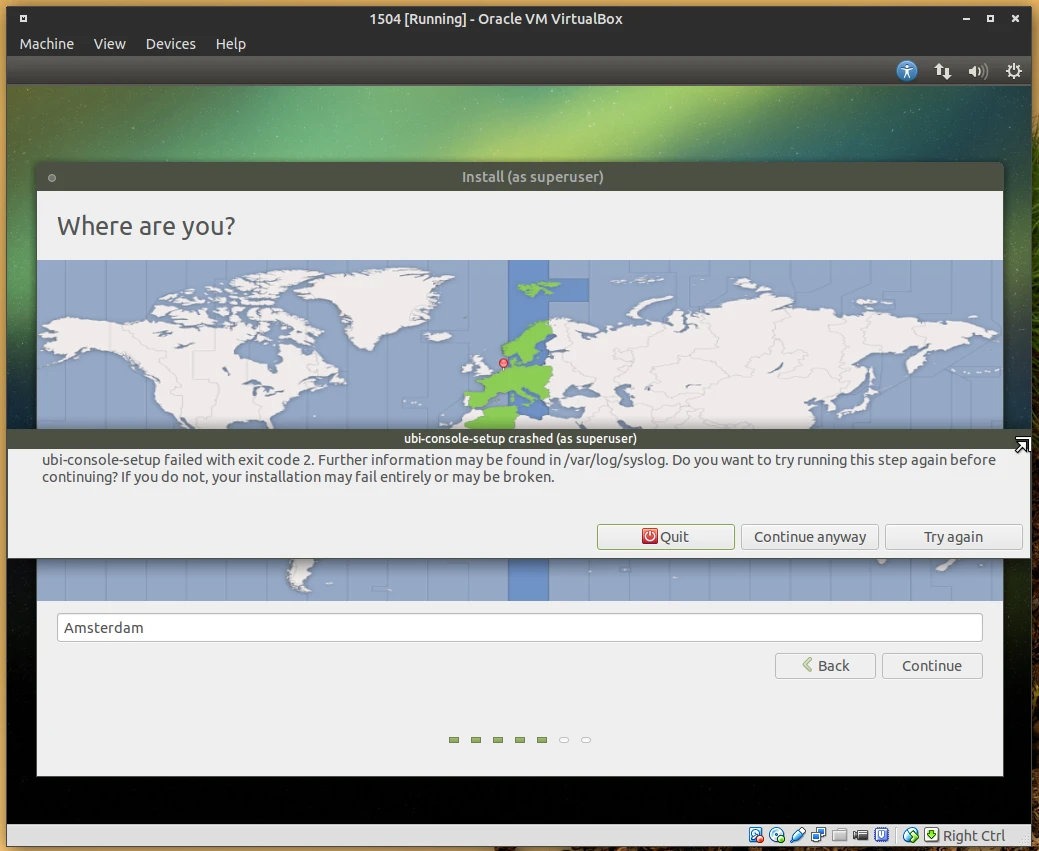 1504 [Running] - Oracle VM VirtualBox
Machine View Devices Help
Install (as superuser)
Where are you?
ubi-console-setup crashed (as superuser)
ubi-console-setup failed with exit code 2. Further information may be found in /var/log/syslog. Do you want to try running this step again before
continuing? If you do not, your installation may fail entirely or may be broken.
Quit Continue anyway Try again
Amsterdam
Back Continue
Right Ctrl